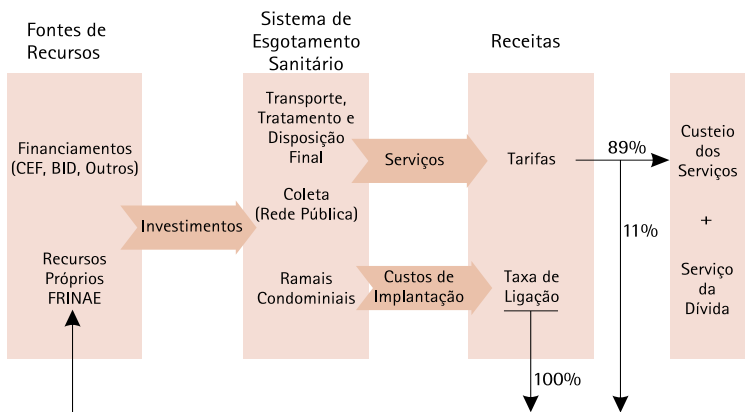 Fontes de
Recursos
Financiamentos
(CEF, BID, Outros)
Recursos
Próprios
FRINAE
Investimentos
Sistema de
Esgotamento
Sanitário
Transporte,
Tratamento e
Disposição
Final
Coleta
(Rede Pública)
Ramais
Condominiais
Serviços
Custos de
Implantação
Receitas
Tarifas
Taxa de
Ligação
100%
89%
11%
Custeio
dos
Serviços
+
Serviço
da
Dívida